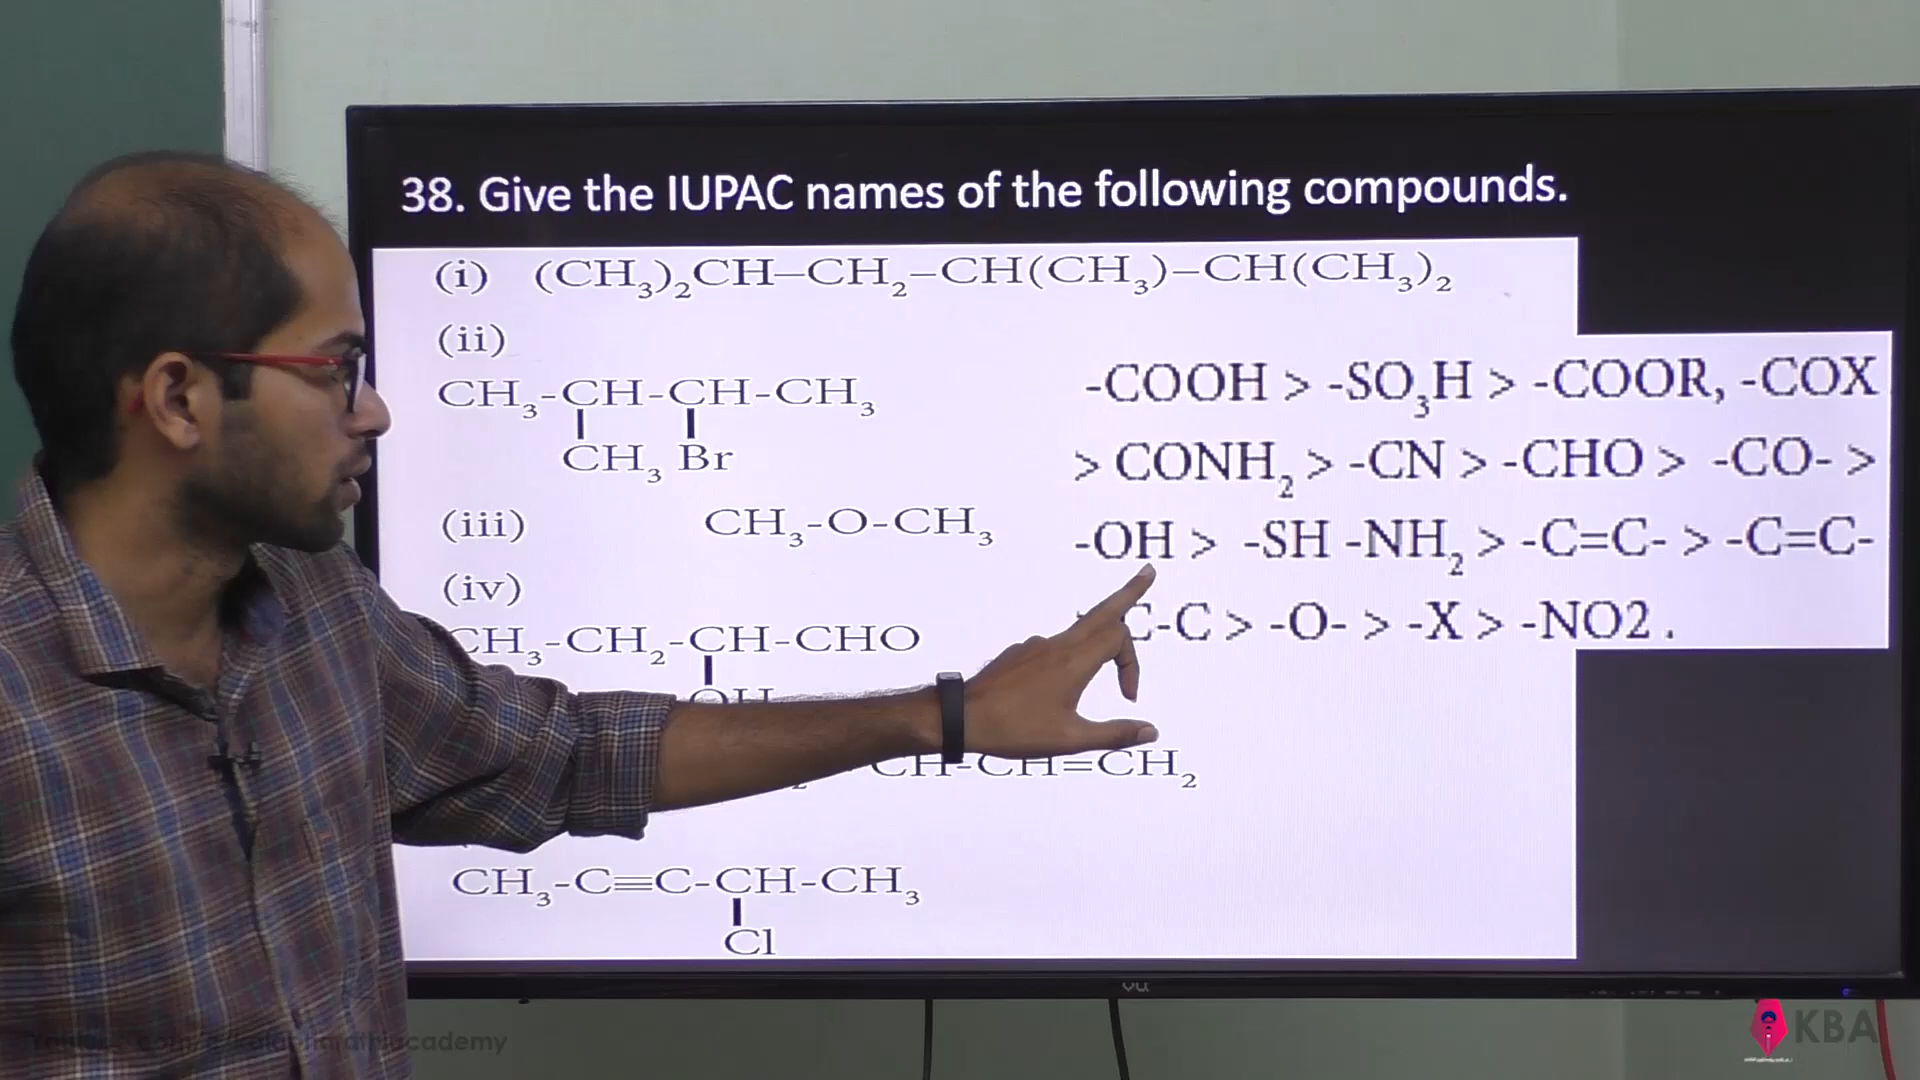 38. Give the IUPAC names of the following compounds.
(i) (CH₃)₂CH–CH₂–CH(CH₃)–CH(CH₃)₂
(ii)
CH₃-CH-CH-CH₃
CH₃ Br
(iii) CH₃-O-CH₃
(iv)
CH₃-CH₂-CH-CHO
OH
CH-CH=CH₂
CH₃-C≡C-CH-CH₃
Cl
-COOH > -SO₃H > -COOR, -COX
> CONH₂ > -CN > -CHO > -CO- >
-OH > -SH -NH₂ > -C=C- > -C≡C-
C-C > -O- > -X > -NO2 .
vu
KBA